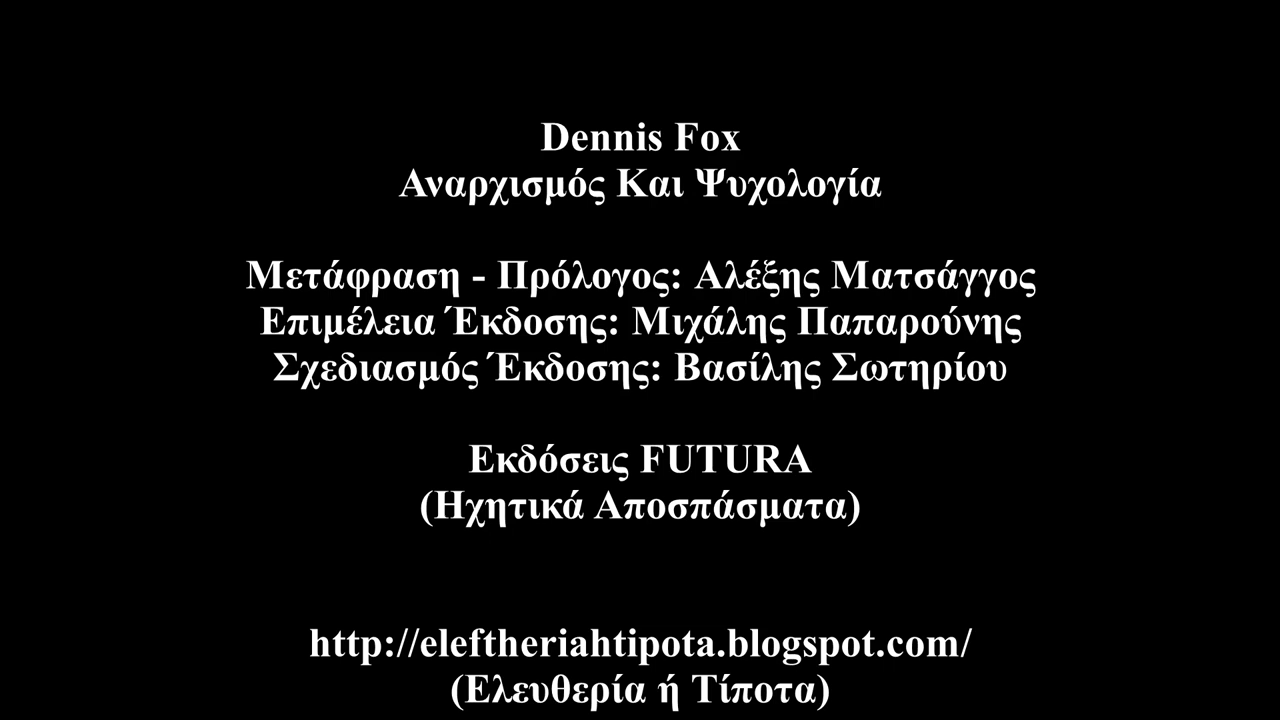 Dennis Fox
Αναρχισμός Και Ψυχολογία
Μετάφραση - Πρόλογος: Αλέξης Ματσάγγος
Επιμέλεια Έκδοσης: Μιχάλης Παπαρούνης
Σχεδιασμός Έκδοσης: Βασίλης Σωτηρίου
Εκδόσεις FUTURA
(Ηχητικά Αποσπάσματα)
http://eleftheriahtipota.blogspot.com/
(Ελευθερία ή Τίποτα)